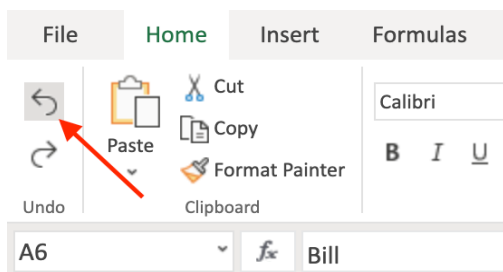 File Home Insert Formulas
Cut
Calibri
Copy
Paste
B I U
Format Painter
Undo Clipboard
A6 fx Bill